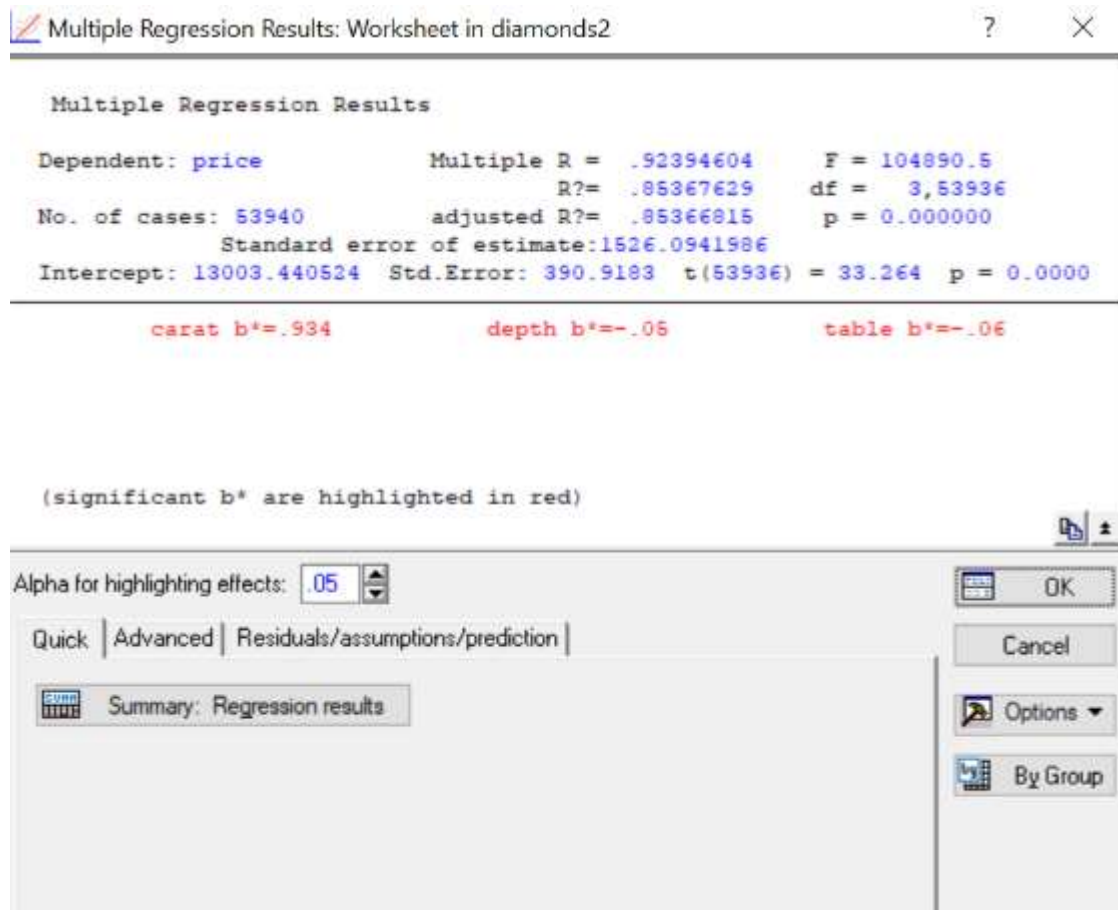 Multiple Regression Results: Worksheet in diamonds2 ? ×
Multiple Regression Results
Dependent: price Multiple R = .92394604 F = 104890.5
R?= .85367629 df = 3,53936
No. of cases: 53940 adjusted R?= .85366815 p = 0.000000
Standard error of estimate:1526.0941986
Intercept: 13003.440524 Std.Error: 390.9183 t(53936) = 33.264 p = 0.0000
carat b*=.934 depth b*=-.05 table b*=-.06
(significant b* are highlighted in red)
Alpha for highlighting effects: .05
OK
Quick Advanced Residuals/assumptions/prediction
Cancel
Summary: Regression results
Options
By Group